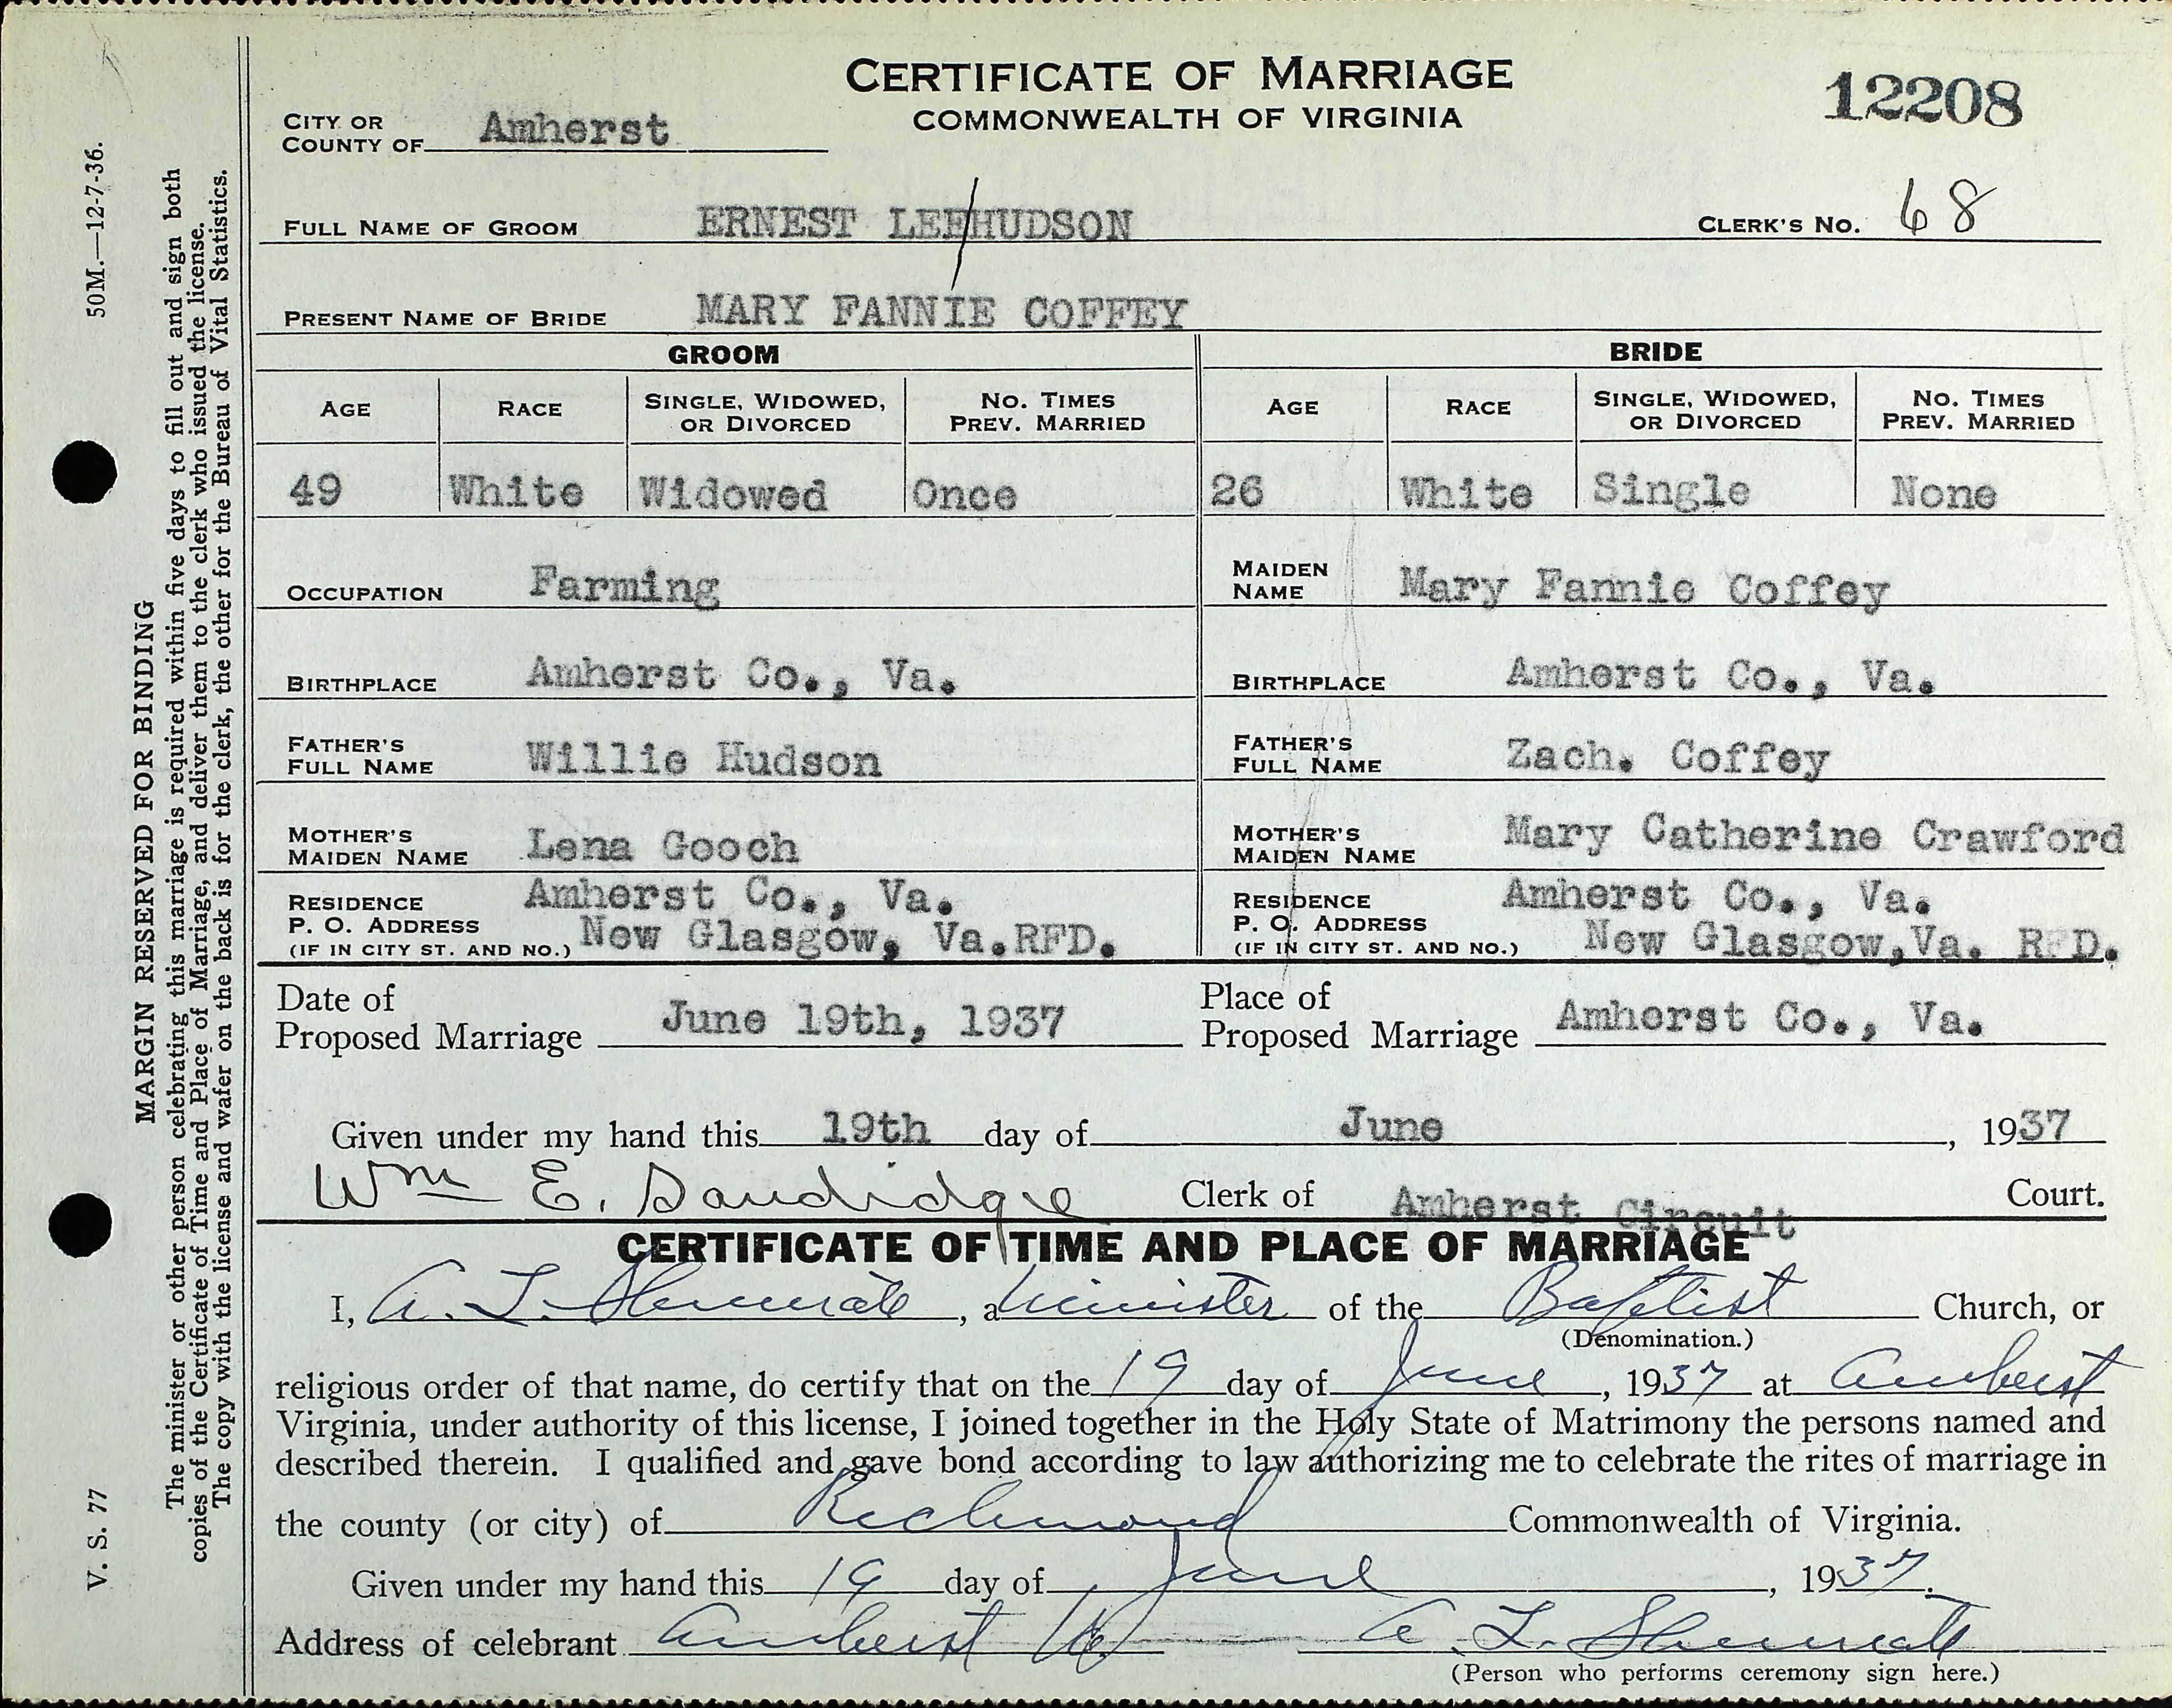 CERTIFICATE OF MARRIAGE
COMMONWEALTH OF VIRGINIA
12208
CITY OR COUNTY OF Amherst
FULL NAME OF GROOM ERNEST LEE/HUDSON
CLERK'S NO. 68
PRESENT NAME OF BRIDE MARY FANNIE COFFEY
GROOM
AGE RACE SINGLE, WIDOWED, OR DIVORCED NO. TIMES PREV. MARRIED
49 White Widowed Once
OCCUPATION Farming
BIRTHPLACE Amherst Co., Va.
FATHER'S FULL NAME Willie Hudson
MOTHER'S MAIDEN NAME Lena Gooch
RESIDENCE Amherst Co., Va.
P. O. ADDRESS New Glasgow, Va.RFD.
(IF IN CITY ST. AND NO.)
BRIDE
AGE RACE SINGLE, WIDOWED, OR DIVORCED NO. TIMES PREV. MARRIED
26 White Single None
MAIDEN NAME Mary Fannie Coffey
BIRTHPLACE Amherst Co., Va.
FATHER'S FULL NAME Zach. Coffey
MOTHER'S MAIDEN NAME Mary Catherine Crawford
RESIDENCE Amherst Co., Va.
P. O. ADDRESS New Glasgow,Va. RFD.
(IF IN CITY ST. AND NO.)
Date of Proposed Marriage June 19th, 1937
Place of Proposed Marriage Amherst Co., Va.
Given under my hand this 19th day of June, 1937
Wm E. Sandidge Clerk of Amherst Circuit Court.
CERTIFICATE OF TIME AND PLACE OF MARRIAGE
I, A. L. Shumate, a Minister of the Baptist Church, or
(Denomination.)
religious order of that name, do certify that on the 19 day of June, 1937 at Amherst
Virginia, under authority of this license, I joined together in the Holy State of Matrimony the persons named and
described therein. I qualified and gave bond according to law authorizing me to celebrate the rites of marriage in
the county (or city) of Richmond Commonwealth of Virginia.
Given under my hand this 19 day of June, 1937.
Address of celebrant Amherst Va. A. L. Shumate
(Person who performs ceremony sign here.)
50M.—12-7-36.
V. S. 77
MARGIN RESERVED FOR BINDING
The minister or other person celebrating this marriage is required within five days to fill out and sign both
copies of the Certificate of Time and Place of Marriage, and deliver them to the clerk who issued the license.
The copy with the license and wafer on the back is for the clerk, the other for the Bureau of Vital Statistics.